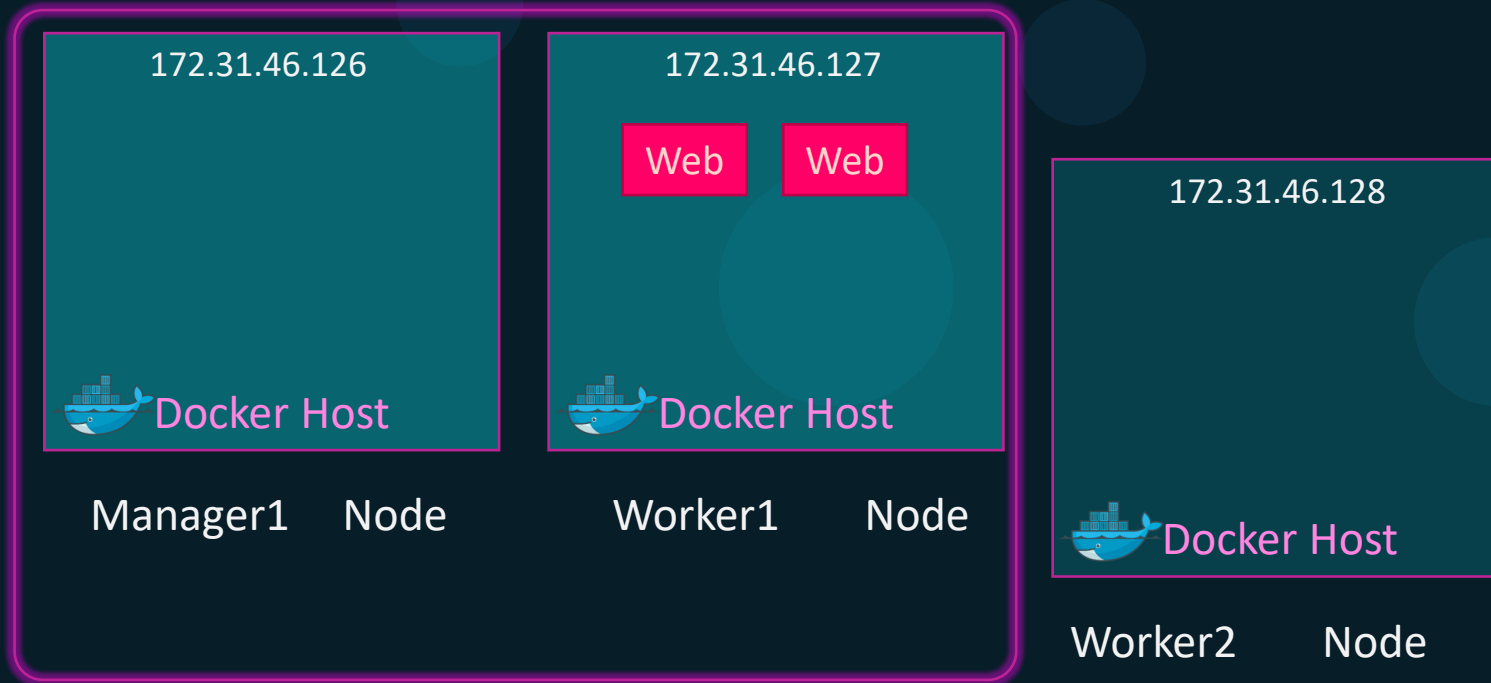 172.31.46.126
172.31.46.127
Web
Web
172.31.46.128
Docker Host
Docker Host
Manager1 Node
Worker1 Node
Docker Host
Worker2 Node